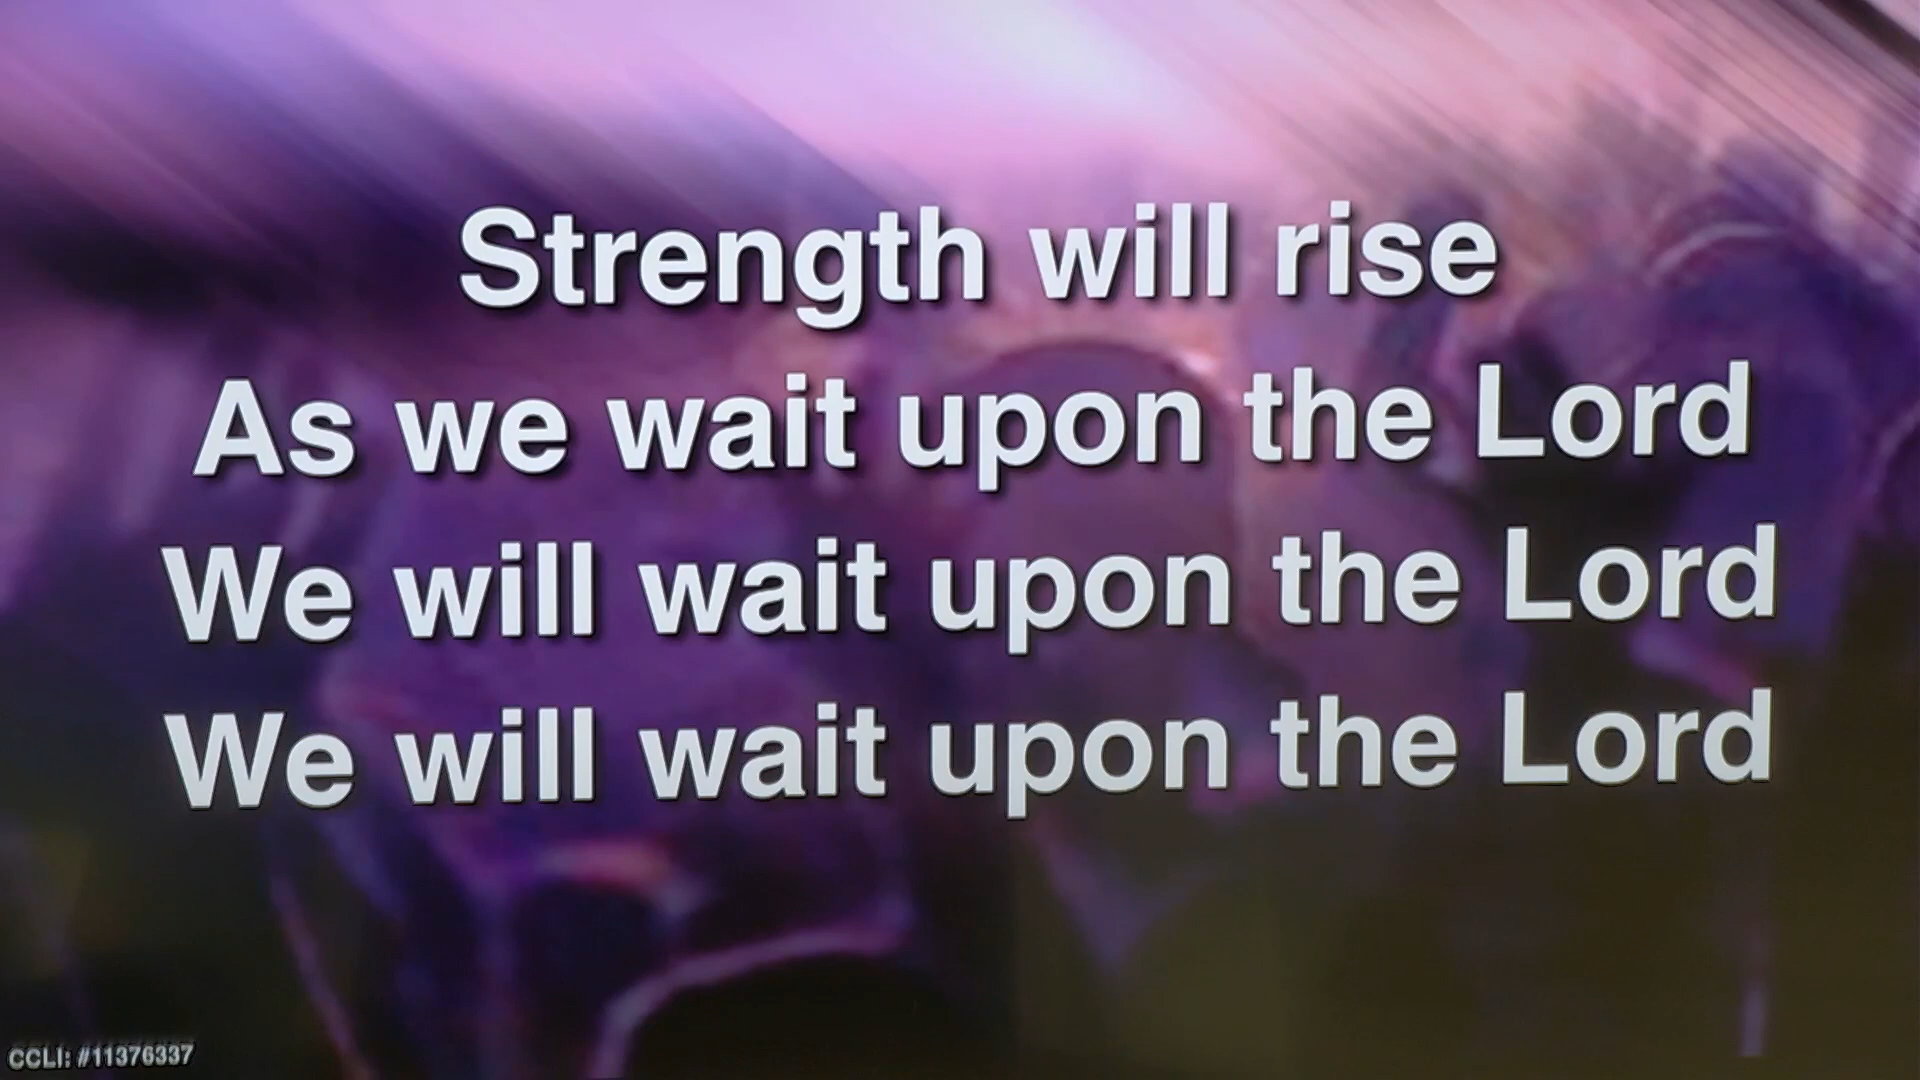 Strength will rise
As we wait upon the Lord
We will wait upon the Lord
We will wait upon the Lord
CCLI: #11376337